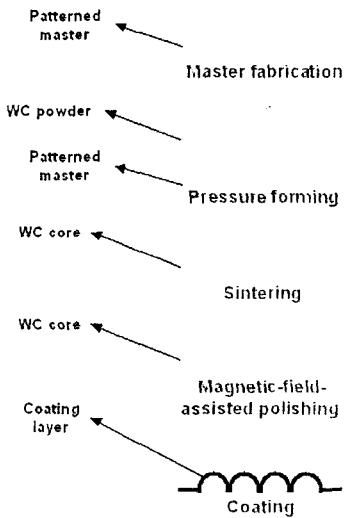 Patterned
master
Master fabrication
WC powder
Patterned
master
Pressure forming
WC core
Sintering
WC core
Magnetic-field-
assisted polishing
Coating
layer
Coating